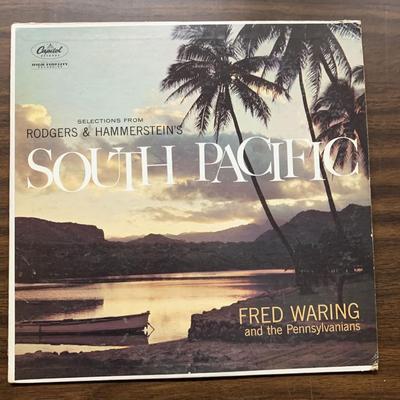 Capitol
HIGH FIDELITY
SELECTIONS FROM
RODGERS & HAMMERSTEIN'S
SOUTH PACIFIC
FRED WARING
and the Pennsylvanians